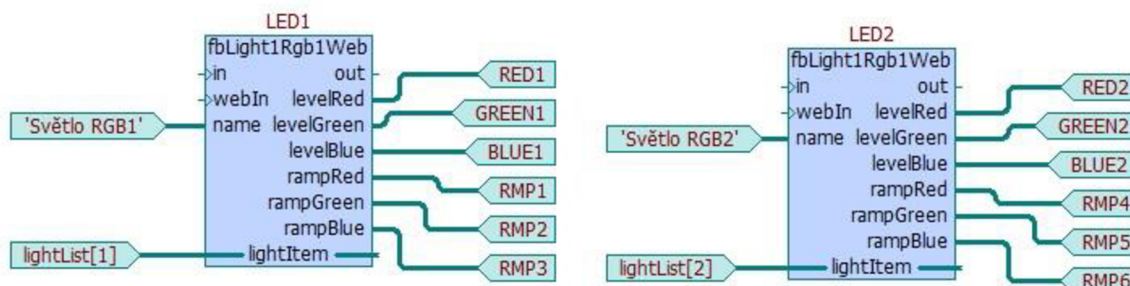 LED1
fbLight1Rgb1Web
in out
webIn levelRed
'Světlo RGB1' name levelGreen
levelBlue
rampRed
rampGreen
rampBlue
lightList[1] lightItem
RED1
GREEN1
BLUE1
RMP1
RMP2
RMP3
LED2
fbLight1Rgb1Web
in out
webIn levelRed
'Světlo RGB2' name levelGreen
levelBlue
rampRed
rampGreen
rampBlue
lightList[2] lightItem
RED2
GREEN2
BLUE2
RMP4
RMP5
RMP6